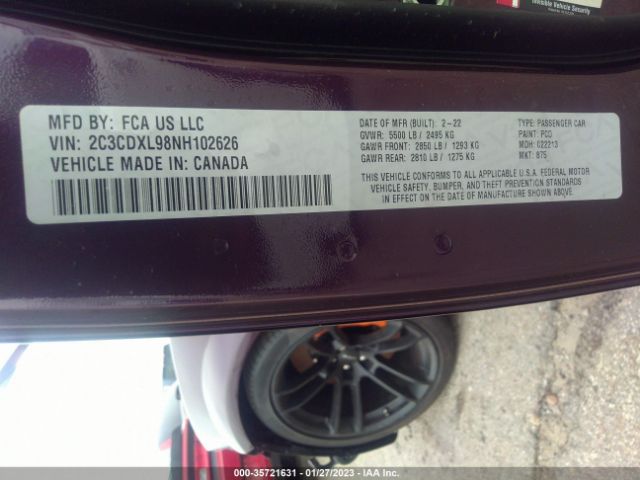 Invisible Vehicle Security
MFD BY: FCA US LLC
VIN: 2C3CDXL98NH102626
VEHICLE MADE IN CANADA
DATE OF MFR (BUILT): 2-22
GVWR: 5500 LB / 2495 KG
GAWR FRONT: 2850 LB / 1293 KG
GAWR REAR: 2810 LB / 1275 KG
TYPE: PASSENGER CAR
PAINT: PCD
MDH: 022213
MKT: 875
THIS VEHICLE CONFORMS TO ALL APPLICABLE U.S.A. FEDERAL MOTOR
VEHICLE SAFETY, BUMPER, AND THEFT PREVENTION STANDARDS
IN EFFECT ON THE DATE OF MANUFACTURE SHOWN ABOVE.
000-35721631 - 01/27/2023 - IAA Inc.